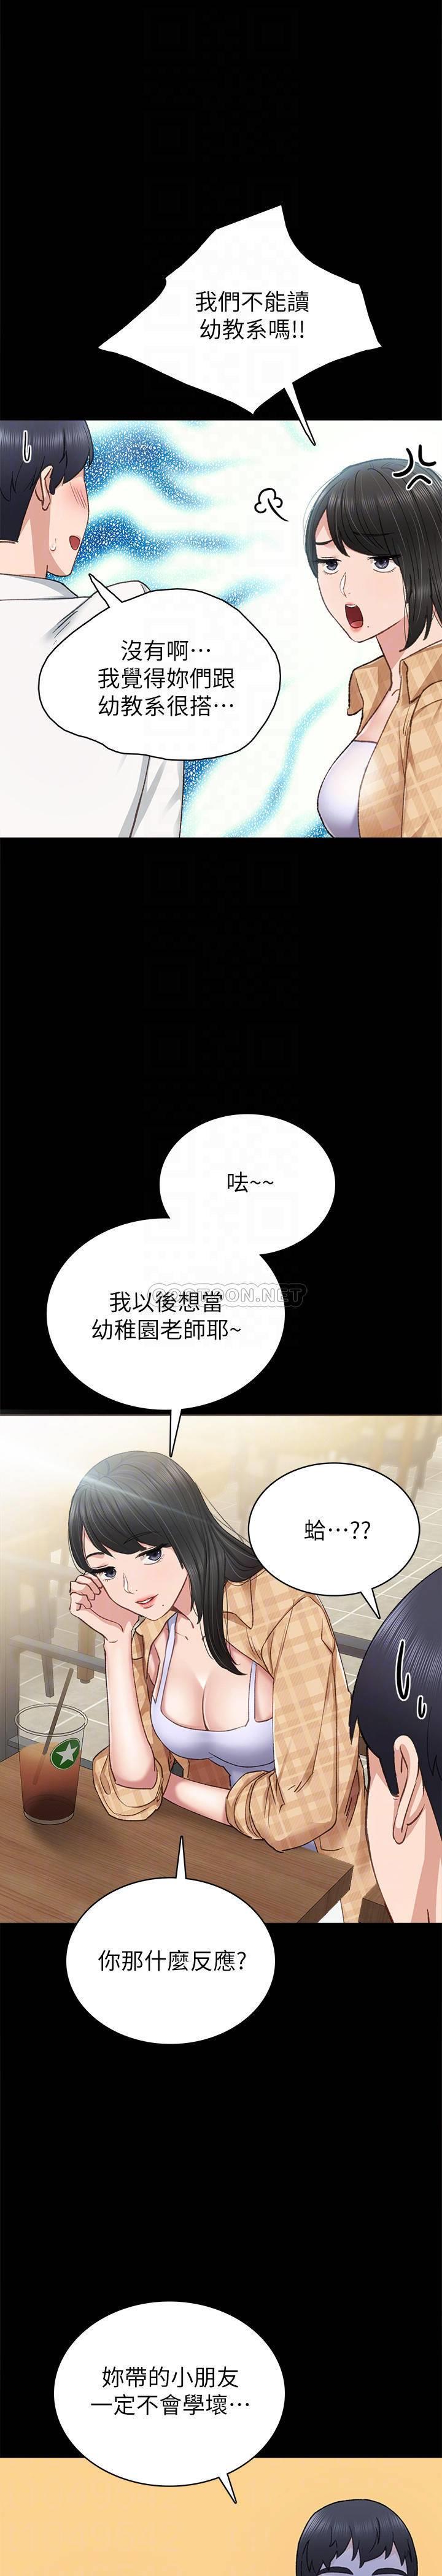 我們不能讀
幼教系嗎!!
沒有啊…
我覺得妳們跟
幼教系很搭…
呿~~
我以後想當
幼稚園老師耶~
蛤…??
你那什麼反應?
妳帶的小朋友
一定不會學壞…